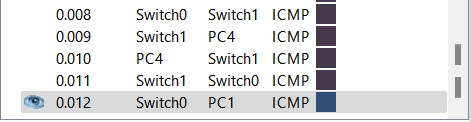 0.008 Switch0 Switch1 ICMP
0.009 Switch1 PC4 ICMP
0.010 PC4 Switch1 ICMP
0.011 Switch1 Switch0 ICMP
0.012 Switch0 PC1 ICMP